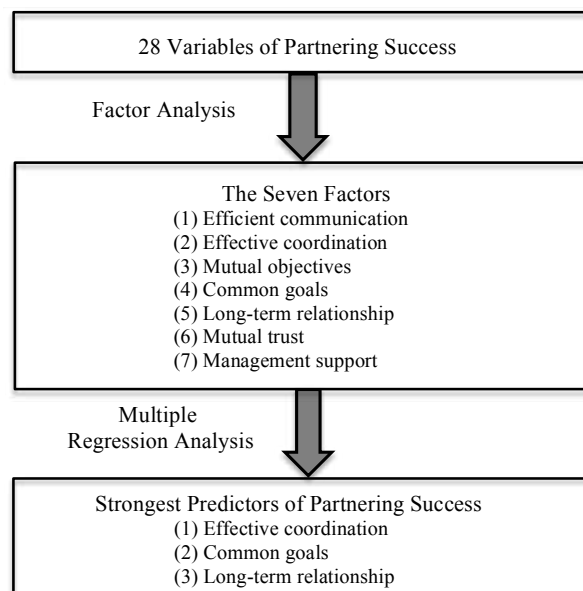 28 Variables of Partnering Success
Factor Analysis
The Seven Factors
(1) Efficient communication
(2) Effective coordination
(3) Mutual objectives
(4) Common goals
(5) Long-term relationship
(6) Mutual trust
(7) Management support
Multiple
Regression Analysis
Strongest Predictors of Partnering Success
(1) Effective coordination
(2) Common goals
(3) Long-term relationship